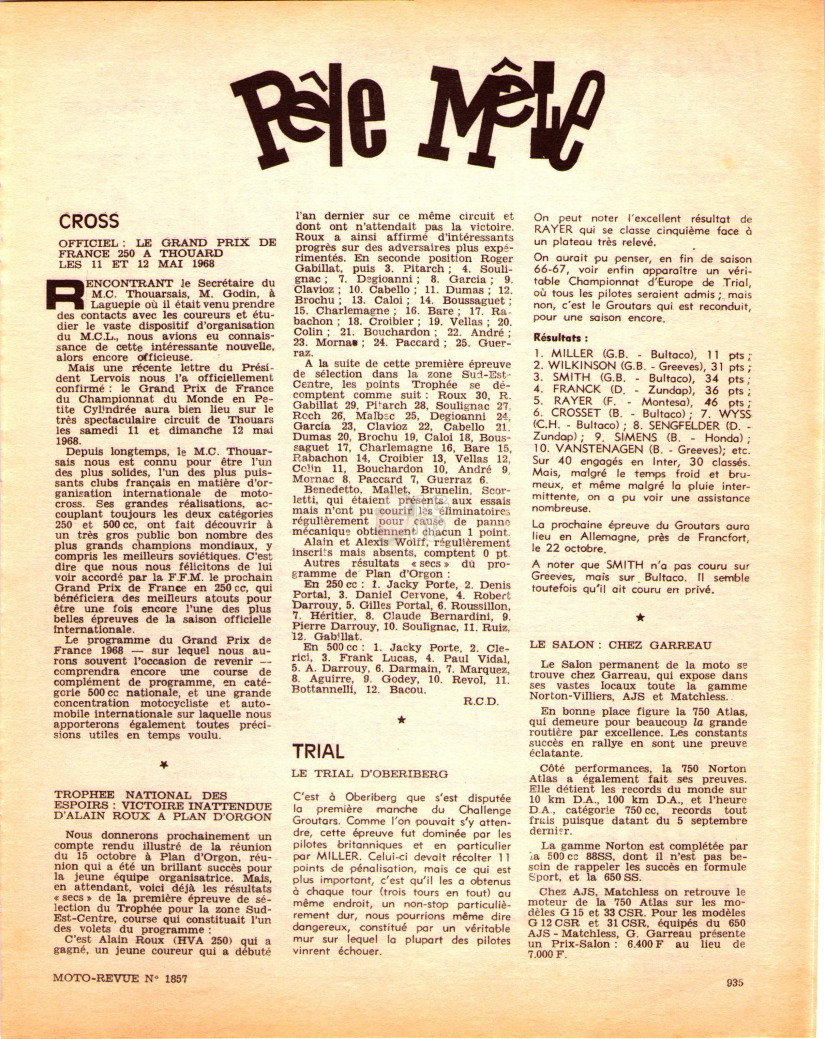 Pêle Mêle
CROSS
OFFICIEL : LE GRAND PRIX DE
FRANCE 250 A THOUARD
LES 11 ET 12 MAI 1968
RENCONTRANT le Secrétaire du
M.C. Thouarsais, M. Godin, à
Laguepie où il était venu prendre
des contacts avec les coureurs et étu-
dier le vaste dispositif d'organisation
du M.C.L., nous avions eu connais-
sance de cette intéressante nouvelle,
alors encore officieuse.
Mais une récente lettre du Prési-
dent Lervois nous l'a officiellement
confirmé : le Grand Prix de France
du Championnat du Monde en Pe-
tite Cylindrée aura bien lieu sur le
très spectaculaire circuit de Thouars
les samedi 11 et dimanche 12 mai
1968.
Depuis longtemps, le M.C. Thouar-
sais nous est connu pour être l'un
des plus solides, l'un des plus puis-
sants clubs français en matière d'or-
ganisation internationale de moto-
cross. Ses grandes réalisations, ac-
couplant toujours les deux catégories
250 et 500 cc, ont fait découvrir à
un très gros public bon nombre des
plus grands champions mondiaux, y
compris les meilleurs soviétiques. C'est
dire que nous nous félicitons de lui
voir accordé par la F.F.M. le prochain
Grand Prix de France en 250 cc, qui
bénéficiera des meilleurs atouts pour
être une fois encore l'une des plus
belles épreuves de la saison officielle
internationale.
Le programme du Grand Prix de
France 1968 — sur lequel nous au-
rons souvent l'occasion de revenir —
comprendra encore une course de
complément de programme, en caté-
gorie 500 cc nationale, et une grande
concentration motocycliste et auto-
mobile internationale sur laquelle nous
apporterons également toutes préci-
sions utiles en temps voulu.
★
TROPHEE NATIONAL DES
ESPOIRS : VICTOIRE INATTENDUE
D'ALAIN ROUX A PLAN D'ORGON
Nous donnerons prochainement un
compte rendu illustré de la réunion
du 15 octobre à Plan d'Orgon, réu-
nion qui a été un brillant succès pour
la jeune équipe organisatrice. Mais,
en attendant, voici déjà les résultats
« secs » de la première épreuve de sé-
lection du Trophée pour la zone Sud-
Est-Centre, course qui constituait l'un
des volets du programme :
C'est Alain Roux (HVA 250) qui a
gagné, un jeune coureur qui a débuté
l'an dernier sur ce même circuit et
dont ont n'attendait pas la victoire.
Roux a ainsi affirmé d'intéressants
progrès sur des adversaires plus expé-
rimentés. En seconde position Roger
Gabillat, puis 3. Pitarch ; 4. Souli-
gnac ; 7. Degioanni ; 8. Garcia ; 9.
Clavioz ; 10. Cabello ; 11. Dumas ; 12.
Brochu ; 13. Caloi ; 14. Boussaguet ;
15. Charlemagne ; 16. Bare ; 17. Ra-
bachon ; 18. Croibier ; 19. Vellas ; 20.
Colin ; 21. Bouchardon ; 22. André ;
23. Mornac ; 24. Paccard ; 25. Guer-
raz.
A la suite de cette première épreuve
de sélection dans la zone Sud-Est-
Centre, les points Trophée se dé-
comptent comme suit : Roux 30, R.
Gabillat 29, Pitarch 28, Soulignac 27,
Roch 26, Malbec 25, Degioanni 24,
Garcia 23, Clavioz 22, Cabello 21,
Dumas 20, Brochu 19, Caloi 18, Bous-
saguet 17, Charlemagne 16, Bare 15,
Rabachon 14, Croibier 13, Vellas 12,
Colin 11, Bouchardon 10, André 9,
Mornac 8, Paccard 7, Guerraz 6.
Benedetto, Mallet, Brunelin, Scor-
letti, qui étaient présents aux essais
mais n'ont pu courir les éliminatoires
régulièrement pour cause de panne
mécanique obtiennent chacun 1 point.
Alain et Alexis Wolff, régulièrement
inscrits mais absents, comptent 0 pt.
Autres résultats « secs » du pro-
gramme de Plan d'Orgon :
En 250 cc : 1. Jacky Porte, 2. Denis
Portal, 3. Daniel Cervone, 4. Robert
Darrouy, 5. Gilles Portal, 6. Roussillon,
7. Héritier, 8. Claude Bernardini, 9.
Pierre Darrouy, 10. Soulignac, 11. Ruiz,
12. Gabillat.
En 500 cc : 1. Jacky Porte, 2. Cle-
rici, 3. Frank Lucas, 4. Paul Vidal,
5. A. Darrouy, 6. Darmain, 7. Marquez,
8. Aguirre, 9. Godey, 10. Revol, 11.
Bottannelli, 12. Bacou.
R.C.D.
★
TRIAL
LE TRIAL D'OBERIBERG
C'est à Oberiberg que s'est disputée
la première manche du Challenge
Groutars. Comme l'on pouvait s'y atten-
dre, cette épreuve fut dominée par les
pilotes britanniques et en particulier
par MILLER. Celui-ci devait récolter 11
points de pénalisation, mais ce qui est
plus important, c'est qu'il les a obtenus
à chaque tour (trois tours en tout) au
même endroit, un non-stop particuliè-
rement dur, nous pourrions même dire
dangereux, constitué par un véritable
mur sur lequel la plupart des pilotes
vinrent échouer.
On peut noter l'excellent résultat de
RAYER qui se classe cinquième face à
un plateau très relevé.
On aurait pu penser, en fin de saison
66-67, voir enfin apparaître un véri-
table Championnat d'Europe de Trial,
où tous les pilotes seraient admis ; mais
non, c'est le Groutars qui est reconduit,
pour une saison encore.
Résultats :
1. MILLER (G.B. - Bultaco), 11 pts ;
2. WILKINSON (G.B. - Greeves), 31 pts ;
3. SMITH (G.B. - Bultaco), 34 pts ;
4. FRANCK (D. - Zundap), 36 pts ;
5. RAYER (F. - Montesa), 46 pts ;
6. CROSSET (B. - Bultaco) ; 7. WYSS
(C.H. - Bultaco) ; 8. SENGFELDER (D. -
Zundap) ; 9. SIMENS (B. - Honda) ;
10. VANSTENAGEN (B. - Greeves); etc.
Sur 40 engagés en Inter, 30 classés.
Mais, malgré le temps froid et bru-
meux, et même malgré la pluie inter-
mittente, on a pu voir une assistance
nombreuse.
La prochaine épreuve du Groutars aura
lieu en Allemagne, près de Francfort,
le 22 octobre.
A noter que SMITH n'a pas couru sur
Greeves, mais sur Bultaco. Il semble
toutefois qu'il ait couru en privé.
★
LE SALON : CHEZ GARREAU
Le Salon permanent de la moto se
trouve chez Garreau, qui expose dans
ses vastes locaux toute la gamme
Norton-Villiers, AJS et Matchless.
En bonne place figure la 750 Atlas,
qui demeure pour beaucoup la grande
routière par excellence. Les constants
succès en rallye en sont une preuve
éclatante.
Côté performances, la 750 Norton
Atlas a également fait ses preuves.
Elle détient les records du monde sur
10 km D.A., 100 km D.A., et l'heure
D.A., catégorie 750 cc, records tout
frais puisque datant du 5 septembre
dernier.
La gamme Norton est complétée par
la 500 cc 88SS, dont il n'est pas be-
soin de rappeler les succès en formule
Sport, et la 650 SS.
Chez AJS, Matchless on retrouve le
moteur de la 750 Atlas sur les mo-
dèles G 15 et 33 CSR. Pour les modèles
G 12 CSR et 31 CSR, équipés du 650
AJS - Matchless, G. Garreau présente
un Prix-Salon : 6.400 F au lieu de
7.000 F.
MOTO-REVUE N° 1857
935